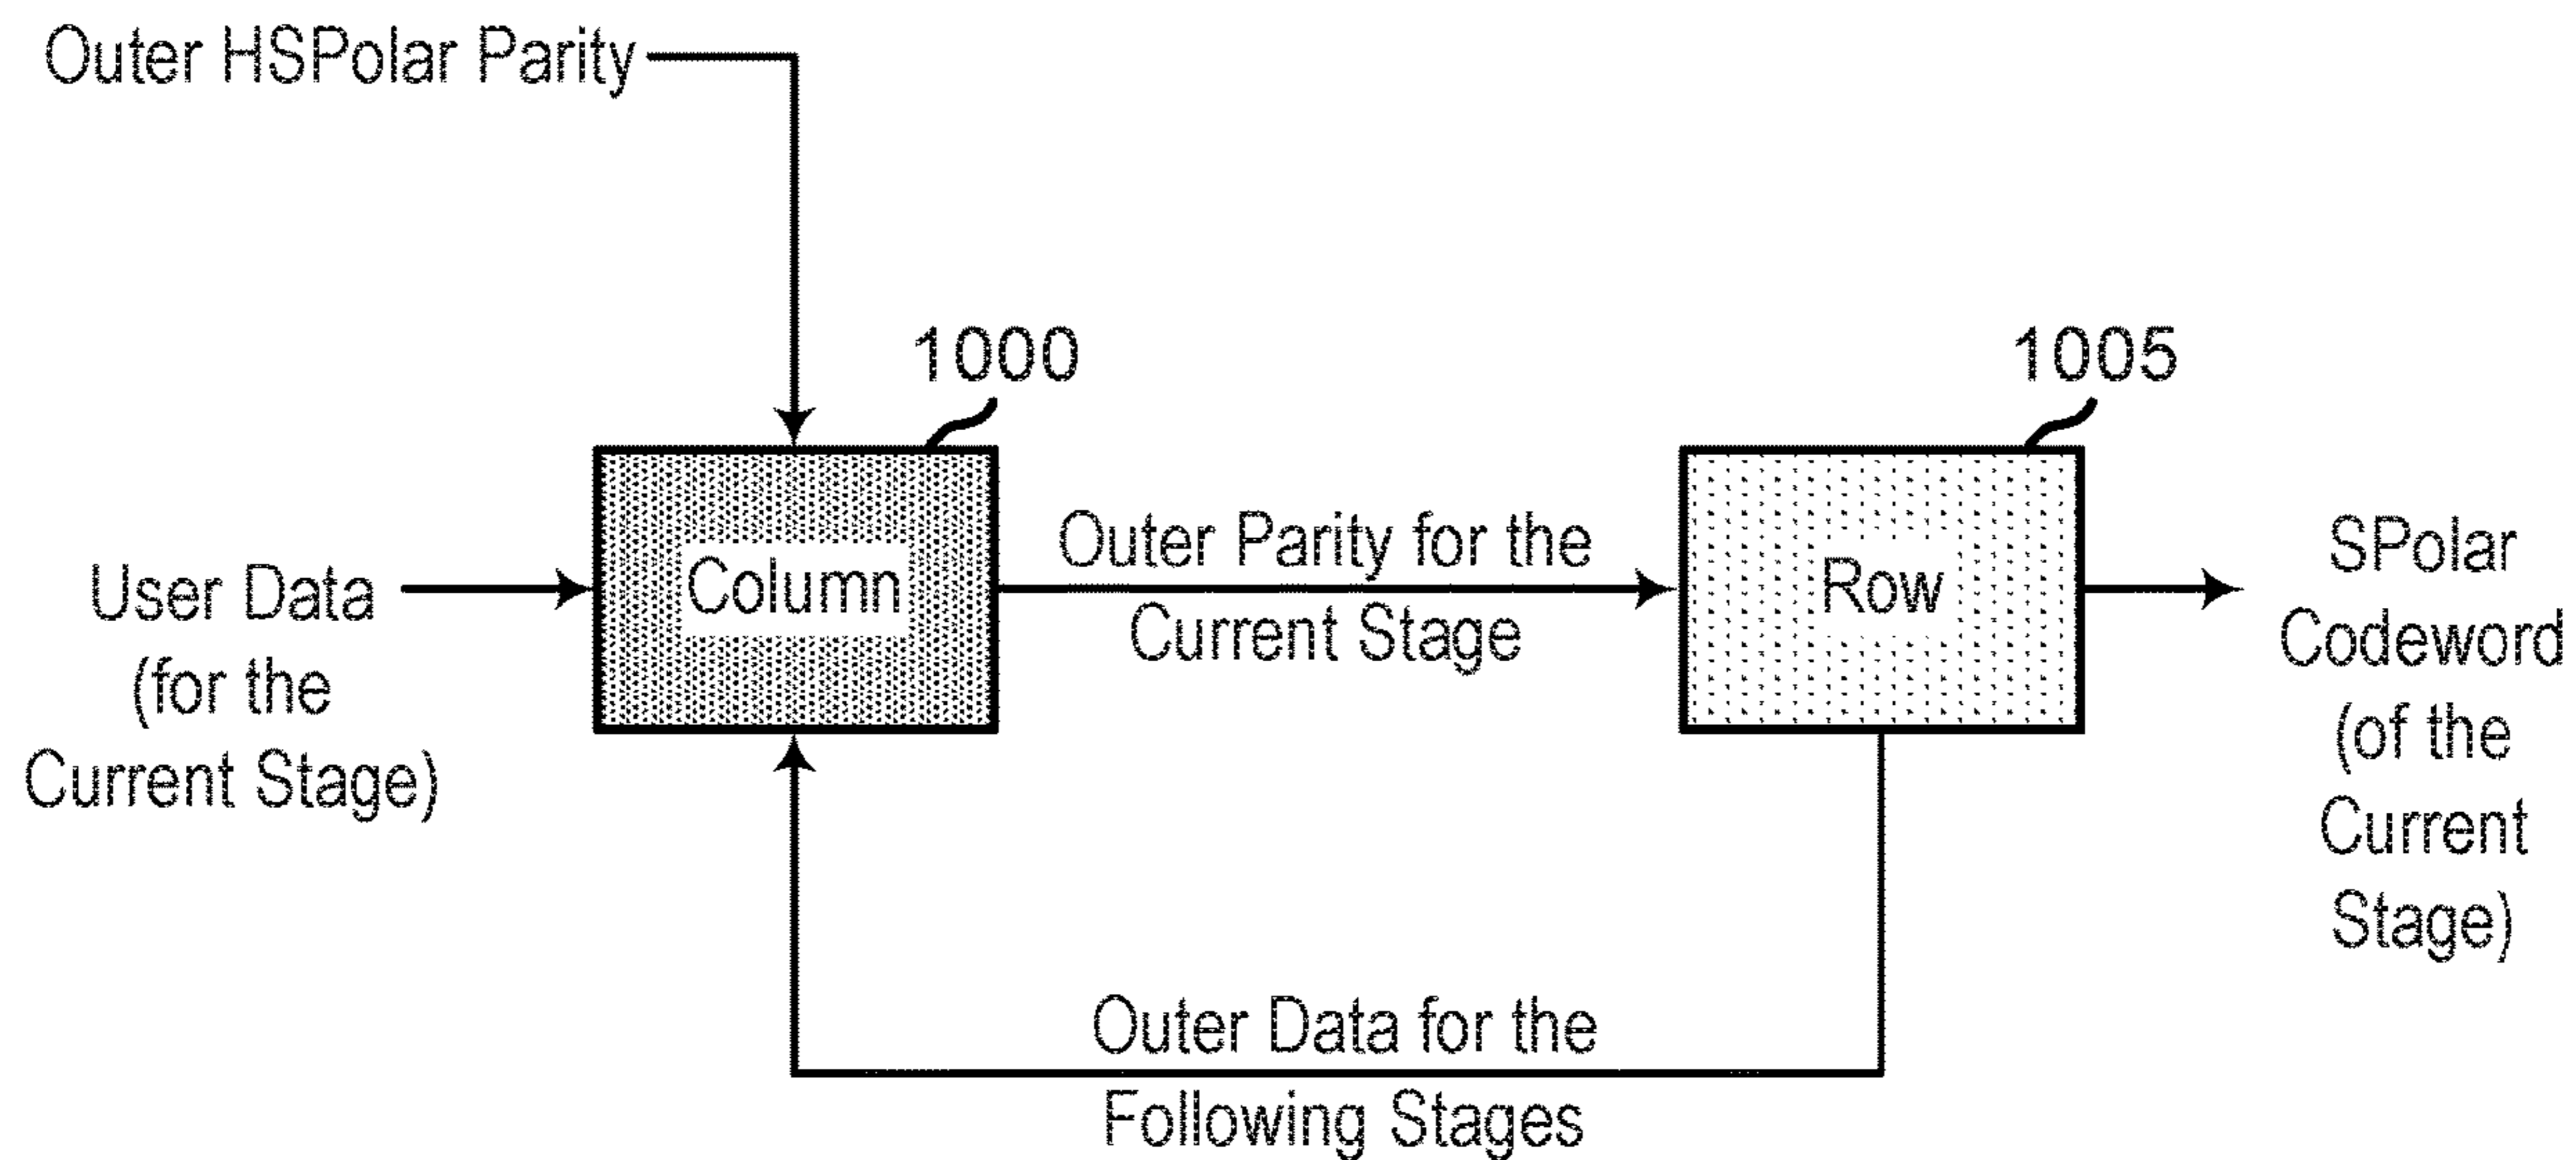 Outer HSPolar Parity
1000
1005
User Data
(for the
Current Stage)
Column
Outer Parity for the
Current Stage
Row
SPolar
Codeword
(of the
Current
Stage)
Outer Data for the
Following Stages